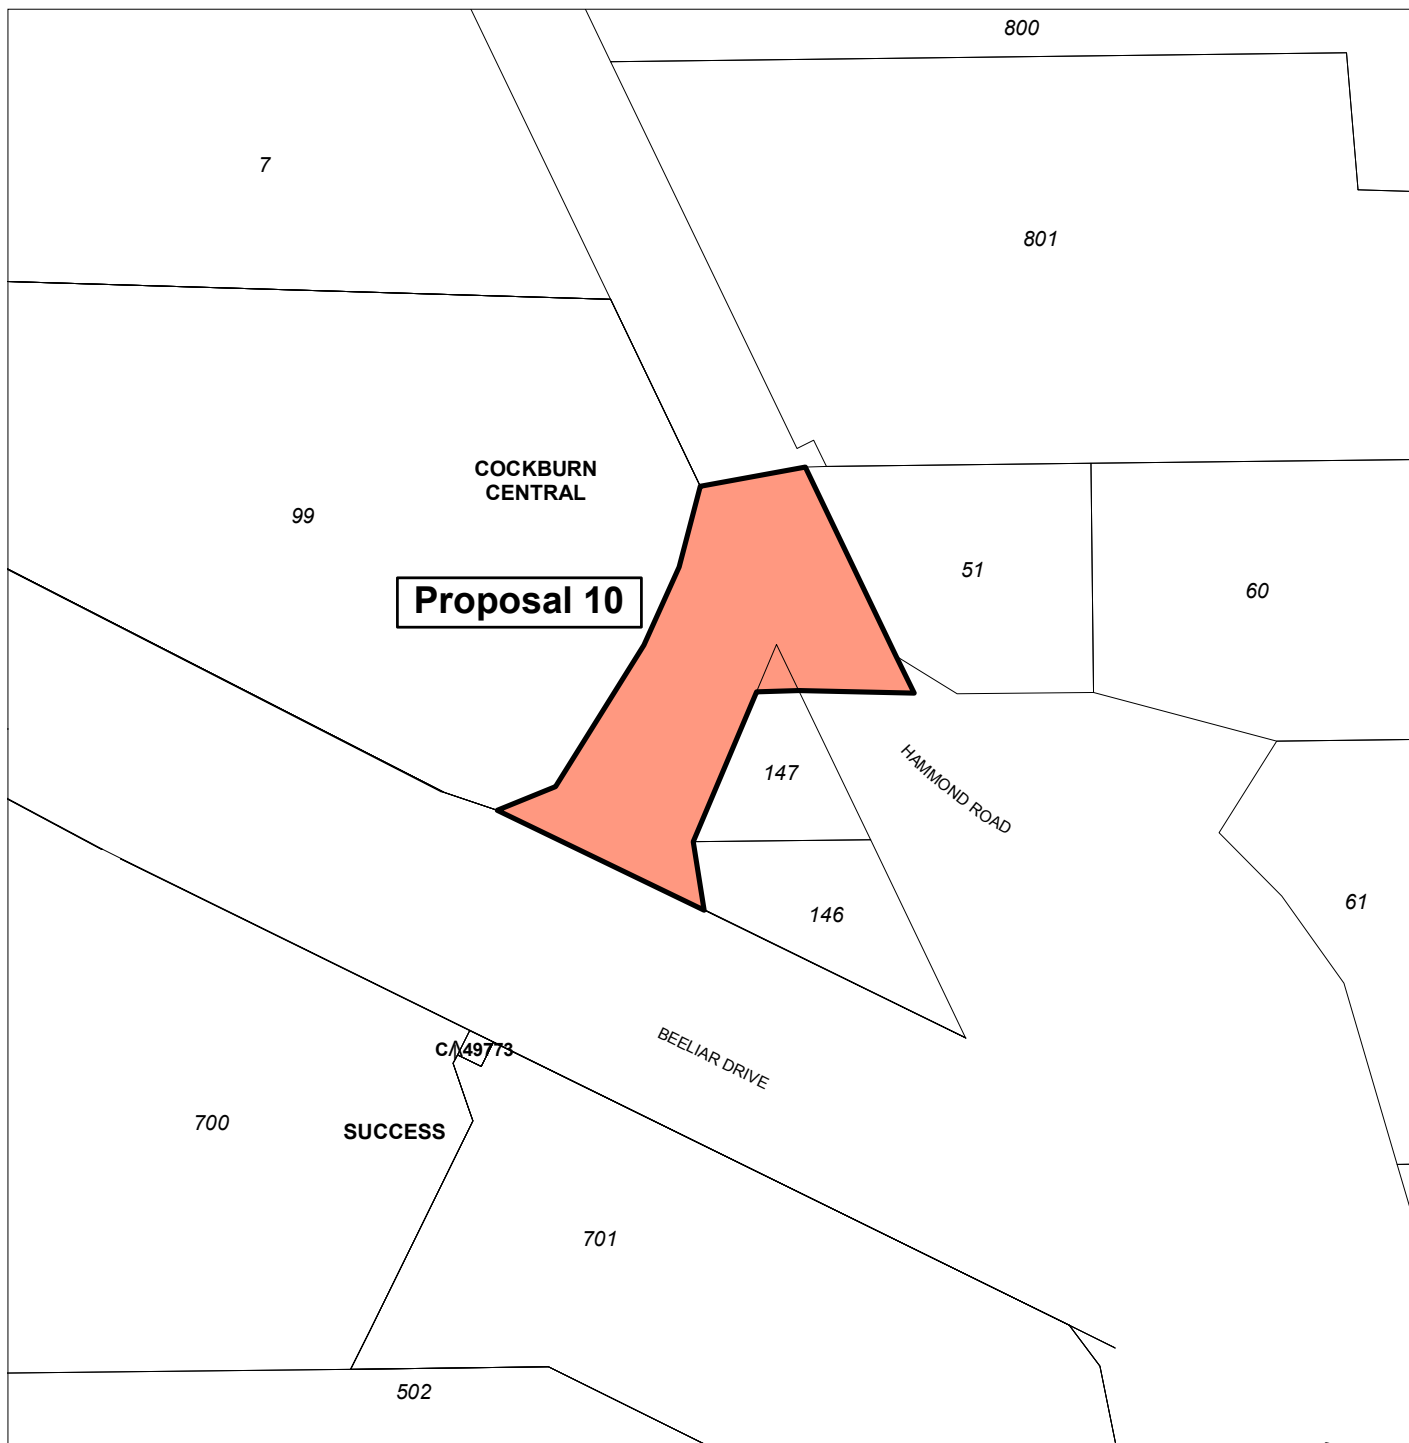 800
7
801
COCKBURN
CENTRAL
99
51
60
Proposal 10
147
HAMMOND ROAD
61
146
C/\49773
BEELIAR DRIVE
700
SUCCESS
701
502